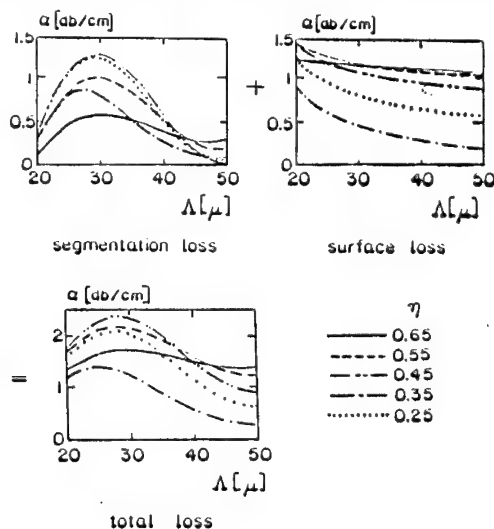 α [db/cm]
1.5
1
0.5
0
20 30 40 50
Λ[μ]
segmentation loss
+
α[db/cm]
1.5
1
0.5
0
20 30 40 50
Λ[μ]
surface loss
=
α [db/cm]
2
1
0
20 30 40 50
Λ[μ]
total loss
η
0.65
0.55
0.45
0.35
0.25